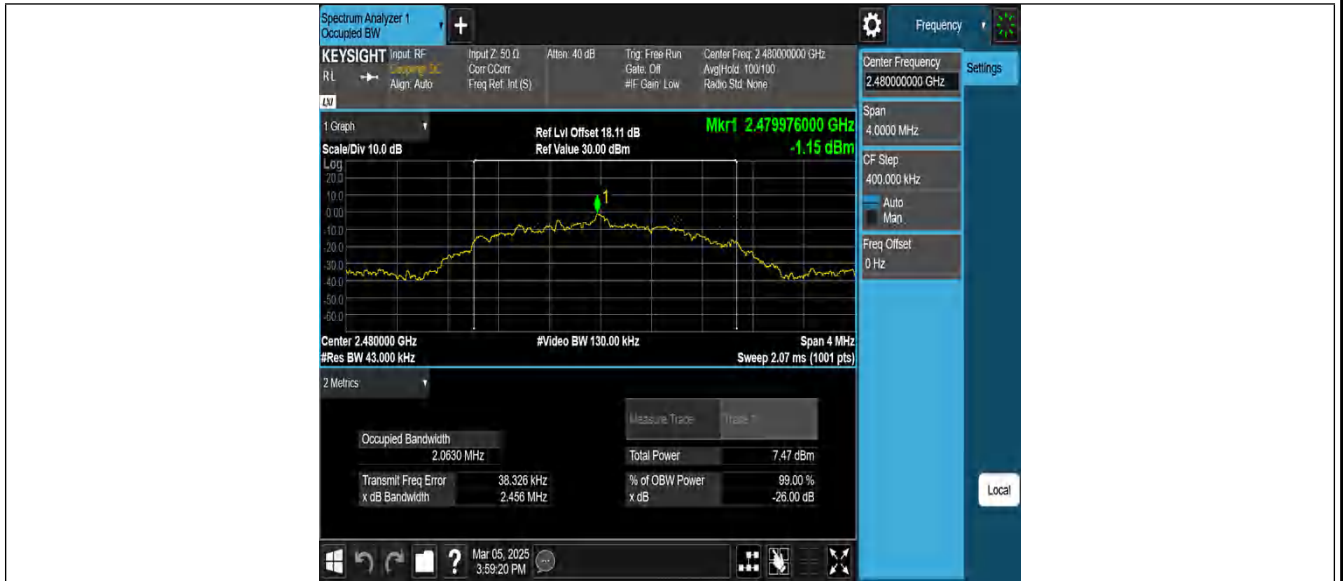 Spectrum Analyzer 1
Occupied BW
+
Frequency
KEYSIGHT
RL
LXI
Input: RF
Coupling: DC
Align: Auto
Input Z: 50 Ω
Corr CCorr
Freq Ref: Int (S)
Atten: 40 dB
Trig: Free Run
Gate: Off
#IF Gain: Low
Center Freq: 2.480000000 GHz
Avg|Hold: 100/100
Radio Std: None
Center Frequency
2.480000000 GHz
Settings
Span
4.0000 MHz
CF Step
400.000 kHz
Auto
Man
Freq Offset
0 Hz
1 Graph
Scale/Div 10.0 dB
Ref Lvl Offset 18.11 dB
Ref Value 30.00 dBm
Mkr1 2.479976000 GHz
-1.15 dBm
Log
20.0
10.0
0.00
-10.0
-20.0
-30.0
-40.0
-50.0
-60.0
1
Center 2.480000 GHz
#Res BW 43.000 kHz
#Video BW 130.00 kHz
Span 4 MHz
Sweep 2.07 ms (1001 pts)
2 Metrics
Measure Trace Trace 1
Occupied Bandwidth
2.0630 MHz
Total Power 7.47 dBm
Transmit Freq Error 38.326 kHz
% of OBW Power 99.00 %
x dB Bandwidth 2.456 MHz
x dB -26.00 dB
Local
?
Mar 05, 2025
3:59:20 PM